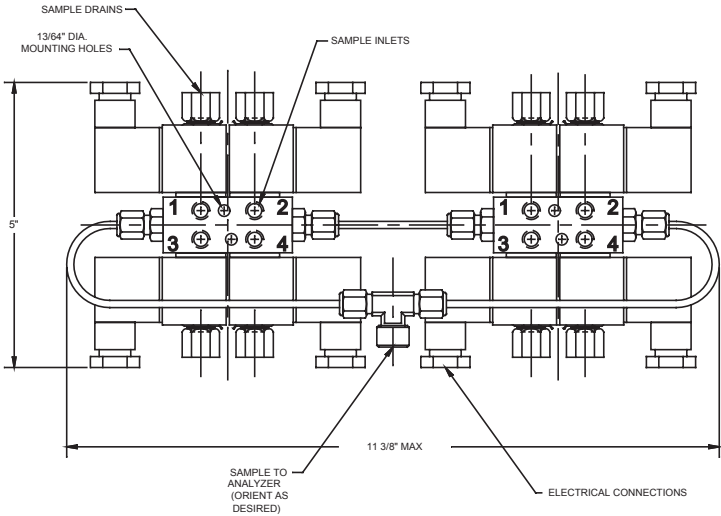 SAMPLE DRAINS
13/64" DIA.
MOUNTING HOLES
SAMPLE INLETS
5"
1 2
3 4
1 2
3 4
11 3/8" MAX
SAMPLE TO
ANALYZER
(ORIENT AS
DESIRED)
ELECTRICAL CONNECTIONS